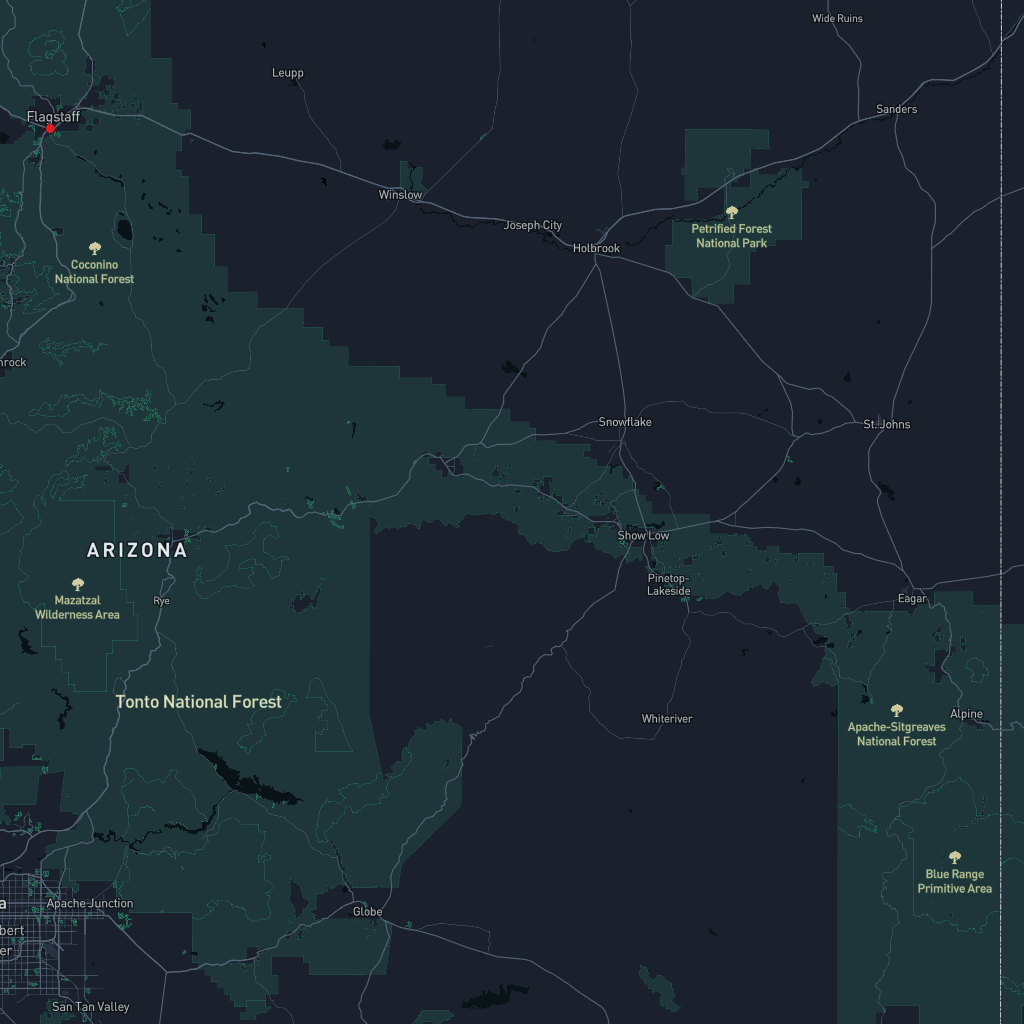 Wide Ruins
Leupp
Sanders
Flagstaff
Winslow
Joseph City
Petrified Forest
National Park
Holbrook
Coconino
National Forest
nrock
Snowflake
St. Johns
Show Low
ARIZONA
Pinetop-
Lakeside
Mazatzal
Wilderness Area
Rye
Eagar
Tonto National Forest
Whiteriver
Alpine
Apache-Sitgreaves
National Forest
Blue Range
Primitive Area
a
Apache Junction
Globe
bert
er
San Tan Valley